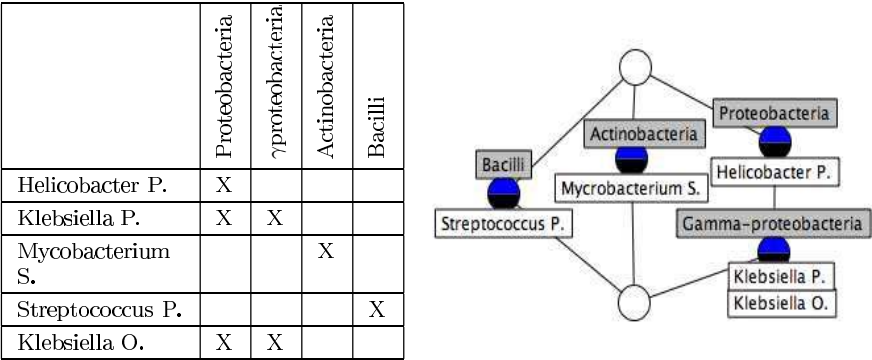 Proteobacteria
γproteobacteria
Actinobacteria
Bacilli
Helicobacter P. X
Klebsiella P. X X
Mycobacterium
S. X
Streptococcus P. X
Klebsiella O. X X
Proteobacteria
Actinobacteria
Bacilli
Helicobacter P.
Mycrobacterium S.
Streptococcus P.
Gamma-proteobacteria
Klebsiella P.
Klebsiella O.